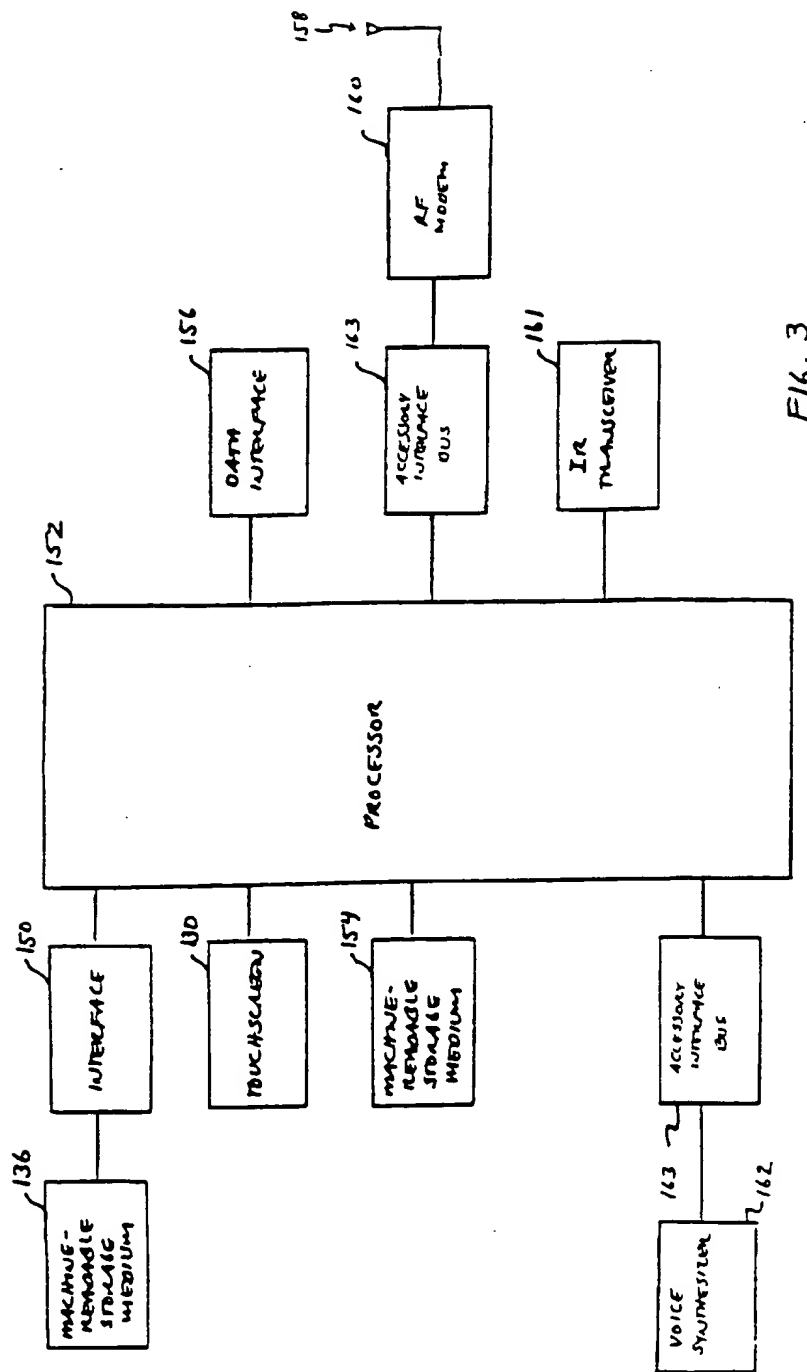 VOICE
SYNTHESIZER
162
163
136
MACHINE-
READABLE
STORAGE
MEDIUM
ACCESSORY
INTERFACE
BUS
154
MACHINE-
READABLE
STORAGE
MEDIUM
130
TOUCHSCREEN
150
INTERFACE
PROCESSOR
152
161
IR
TRANSCEIVER
163
ACCESSORY
INTERFACE
BUS
156
DATA
INTERFACE
160
RF
MODEM
158
FIG. 3